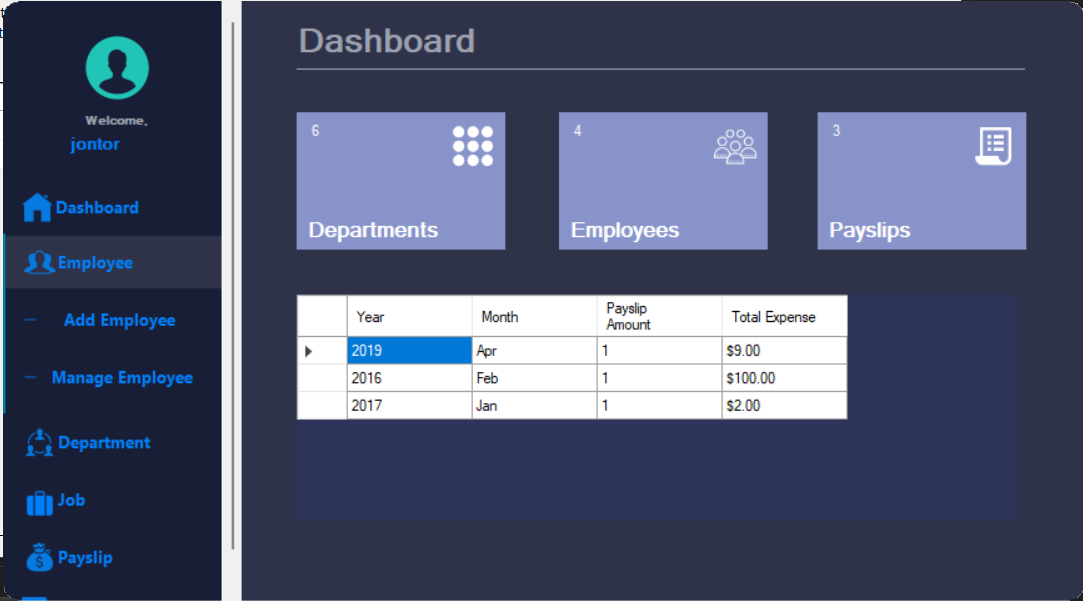 Welcome,
jontor
Dashboard
Employee
Add Employee
Manage Employee
Department
Job
Payslip
Dashboard
6
Departments
4
Employees
3
Payslips
Year Month Payslip Amount Total Expense
2019 Apr 1 $9.00
2016 Feb 1 $100.00
2017 Jan 1 $2.00